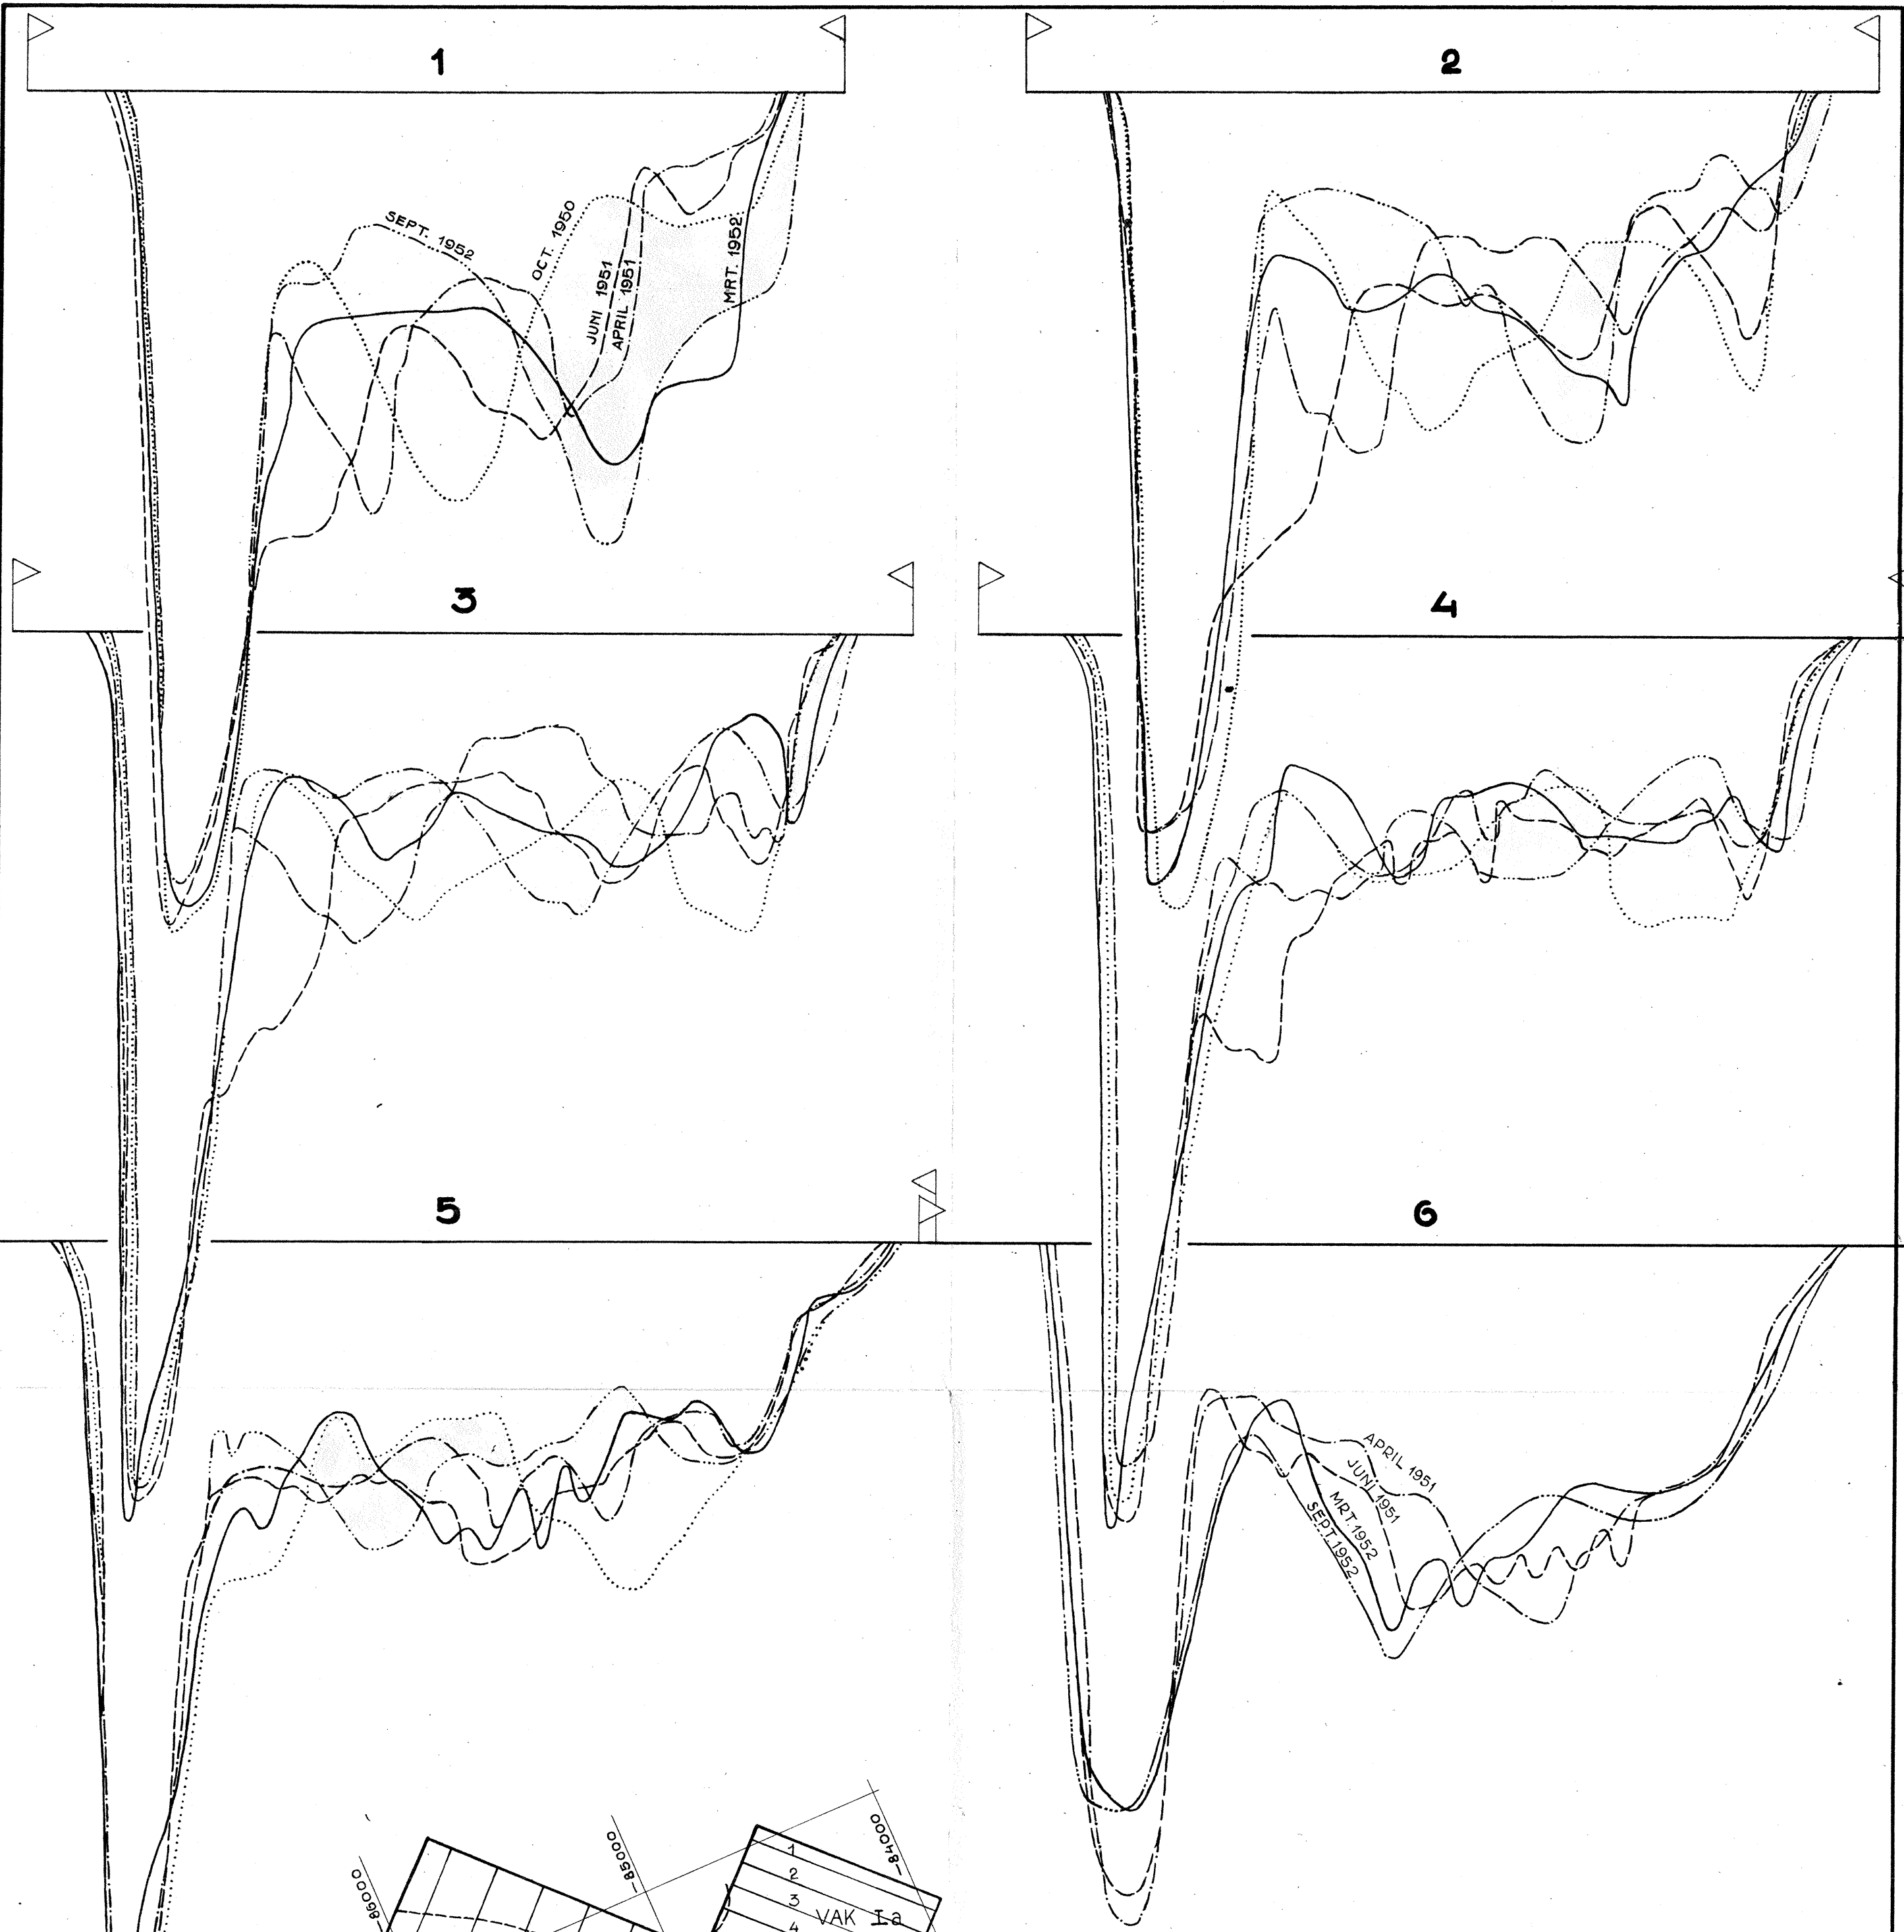 1
2
SEPT. 1952
OCT. 1950
JUNI 1951
APRIL 1951
MRT. 1952
3
4
5
6
APRIL 1951
JUNI 1951
MRT. 1952
SEPT. 1952
-86000
-85000
-84000
1
2
3
4
VAK Ia